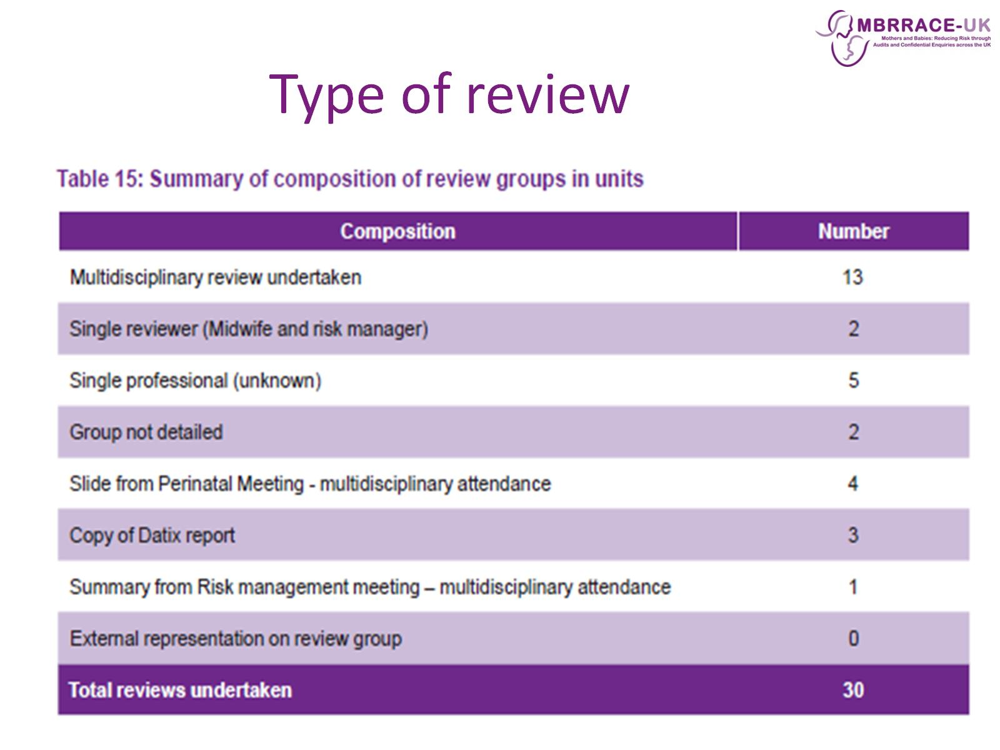 MBRRACE-UK
Mothers and Babies: Reducing Risk through
Audits and Confidential Enquiries across the UK
Type of review
Table 15: Summary of composition of review groups in units
Composition Number
Multidisciplinary review undertaken 13
Single reviewer (Midwife and risk manager) 2
Single professional (unknown) 5
Group not detailed 2
Slide from Perinatal Meeting - multidisciplinary attendance 4
Copy of Datix report 3
Summary from Risk management meeting – multidisciplinary attendance 1
External representation on review group 0
Total reviews undertaken 30